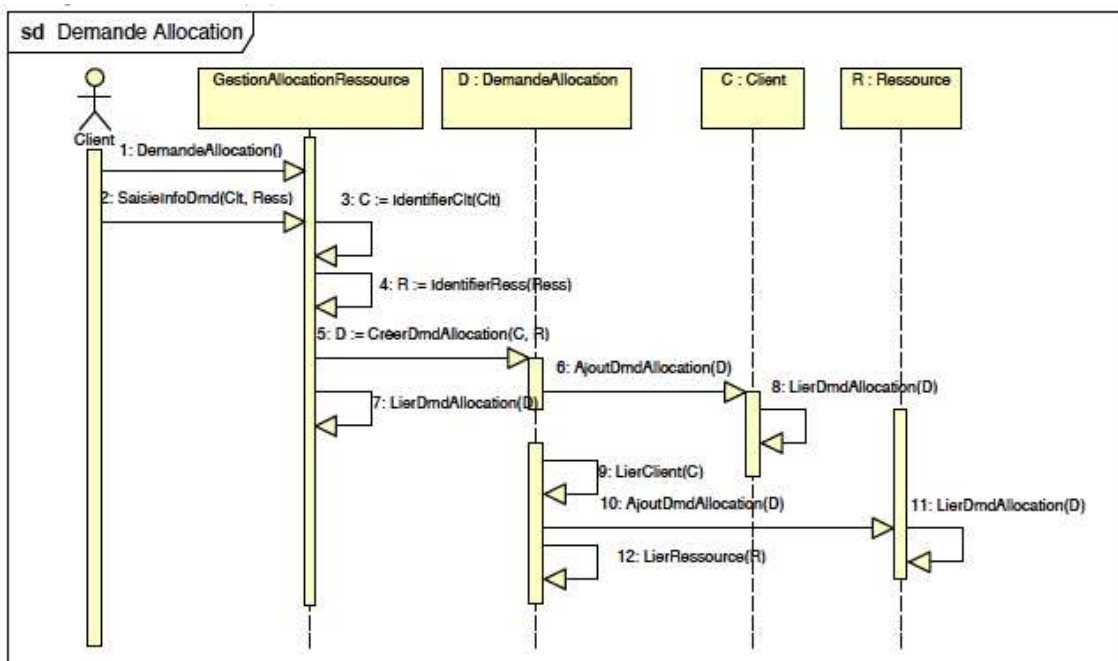 sd Demande Allocation
GestionAllocationRessource
D : DemandeAllocation
C : Client
R : Ressource
Client
1: DemandeAllocation()
2: SaisieInfoDmd(Clt, Ress)
3: C := IdentifierClt(Clt)
4: R := IdentifierRess(Ress)
5: D := CréerDmdAllocation(C, R)
6: AjoutDmdAllocation(D)
7: LierDmdAllocation(D)
8: LierDmdAllocation(D)
9: LierClient(C)
10: AjoutDmdAllocation(D)
11: LierDmdAllocation(D)
12: LierRessource(R)